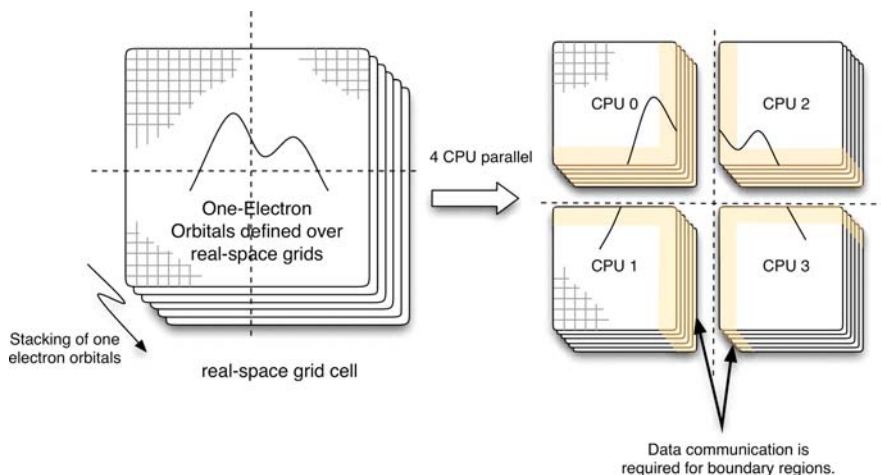 One-Electron
Orbitals defined over
real-space grids
Stacking of one
electron orbitals
real-space grid cell
4 CPU parallel
CPU 0
CPU 2
CPU 1
CPU 3
Data communication is
required for boundary regions.